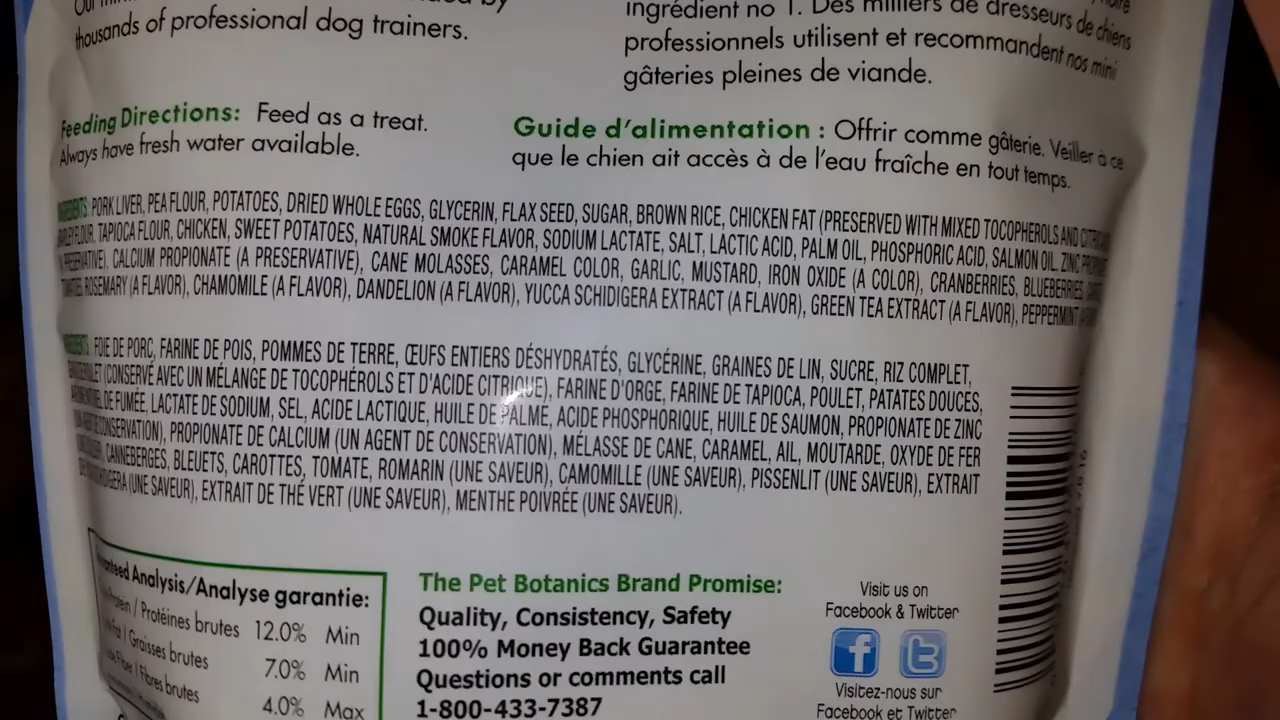 thousands of professional dog trainers.
ingrédient no 1. Des milliers de dresseurs de chiens
professionnels utilisent et recommandent nos mini
gâteries pleines de viande.
Feeding Directions: Feed as a treat.
Always have fresh water available.
Guide d'alimentation : Offrir comme gâterie. Veiller à ce
que le chien ait accès à de l'eau fraîche en tout temps.
INGREDIENTS: PORK LIVER, PEA FLOUR, POTATOES, DRIED WHOLE EGGS, GLYCERIN, FLAX SEED, SUGAR, BROWN RICE, CHICKEN FAT (PRESERVED WITH MIXED TOCOPHEROLS AND CITRIC
BARLEY FLOUR, TAPIOCA FLOUR, CHICKEN, SWEET POTATOES, NATURAL SMOKE FLAVOR, SODIUM LACTATE, SALT, LACTIC ACID, PALM OIL, PHOSPHORIC ACID, SALMON OIL, ZINC
PRESERVATIVE), CALCIUM PROPIONATE (A PRESERVATIVE), CANE MOLASSES, CARAMEL COLOR, GARLIC, MUSTARD, IRON OXIDE (A COLOR), CRANBERRIES, BLUEBERRIES,
ROSEMARY (A FLAVOR), CHAMOMILE (A FLAVOR), DANDELION (A FLAVOR), YUCCA SCHIDIGERA EXTRACT (A FLAVOR), GREEN TEA EXTRACT (A FLAVOR), PEPPERMINT
FOIE DE PORC, FARINE DE POIS, POMMES DE TERRE, ŒUFS ENTIERS DÉSHYDRATÉS, GLYCÉRINE, GRAINES DE LIN, SUCRE, RIZ COMPLET,
(CONSERVÉ AVEC UN MÉLANGE DE TOCOPHÉROLS ET D'ACIDE CITRIQUE), FARINE D'ORGE, FARINE DE TAPIOCA, POULET, PATATES DOUCES,
DE FUMÉE, LACTATE DE SODIUM, SEL, ACIDE LACTIQUE, HUILE DE PALME, ACIDE PHOSPHORIQUE, HUILE DE SAUMON, PROPIONATE DE ZINC
CONSERVATION), PROPIONATE DE CALCIUM (UN AGENT DE CONSERVATION), MÉLASSE DE CANE, CARAMEL, AIL, MOUTARDE, OXYDE DE FER
CANNEBERGES, BLEUETS, CAROTTES, TOMATE, ROMARIN (UNE SAVEUR), CAMOMILLE (UNE SAVEUR), PISSENLIT (UNE SAVEUR), EXTRAIT
(UNE SAVEUR), EXTRAIT DE THÉ VERT (UNE SAVEUR), MENTHE POIVRÉE (UNE SAVEUR).
Analysis/Analyse garantie:
Protein / Protéines brutes 12.0% Min
Fat / Graisses brutes 7.0% Min
Fibres brutes 4.0% Max
The Pet Botanics Brand Promise:
Quality, Consistency, Safety
100% Money Back Guarantee
Questions or comments call
1-800-433-7387
Visit us on
Facebook & Twitter
f t
Visitez-nous sur
Facebook et Twitter